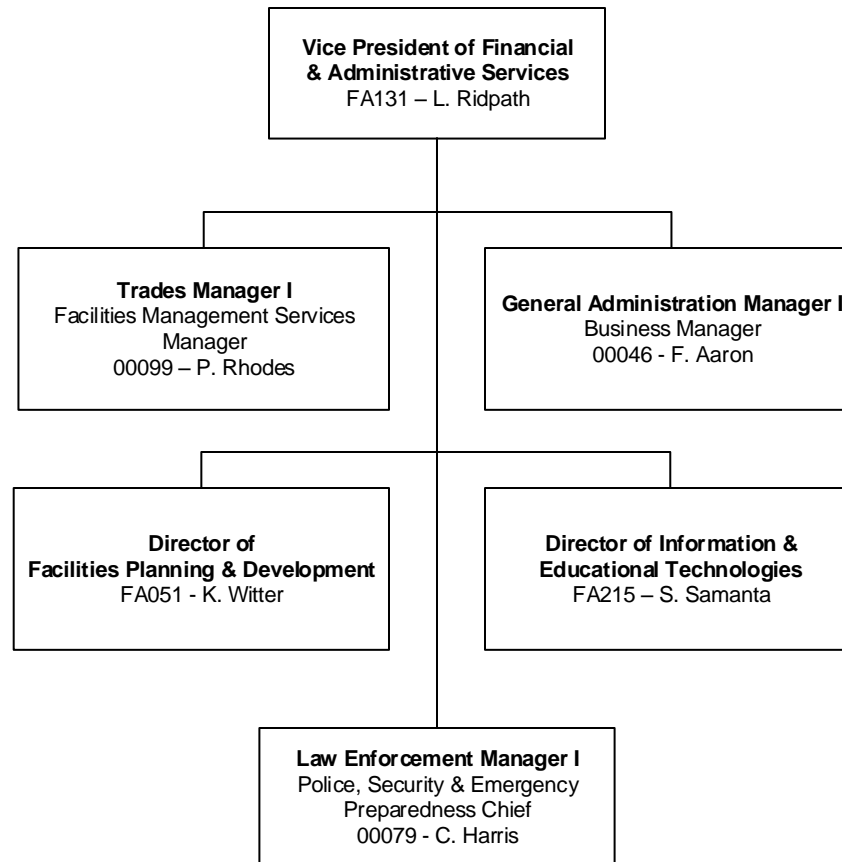 Vice President of Financial
& Administrative Services
FA131 – L. Ridpath
Trades Manager I
Facilities Management Services
Manager
00099 – P. Rhodes
General Administration Manager I
Business Manager
00046 - F. Aaron
Director of
Facilities Planning & Development
FA051 - K. Witter
Director of Information &
Educational Technologies
FA215 – S. Samanta
Law Enforcement Manager I
Police, Security & Emergency
Preparedness Chief
00079 - C. Harris